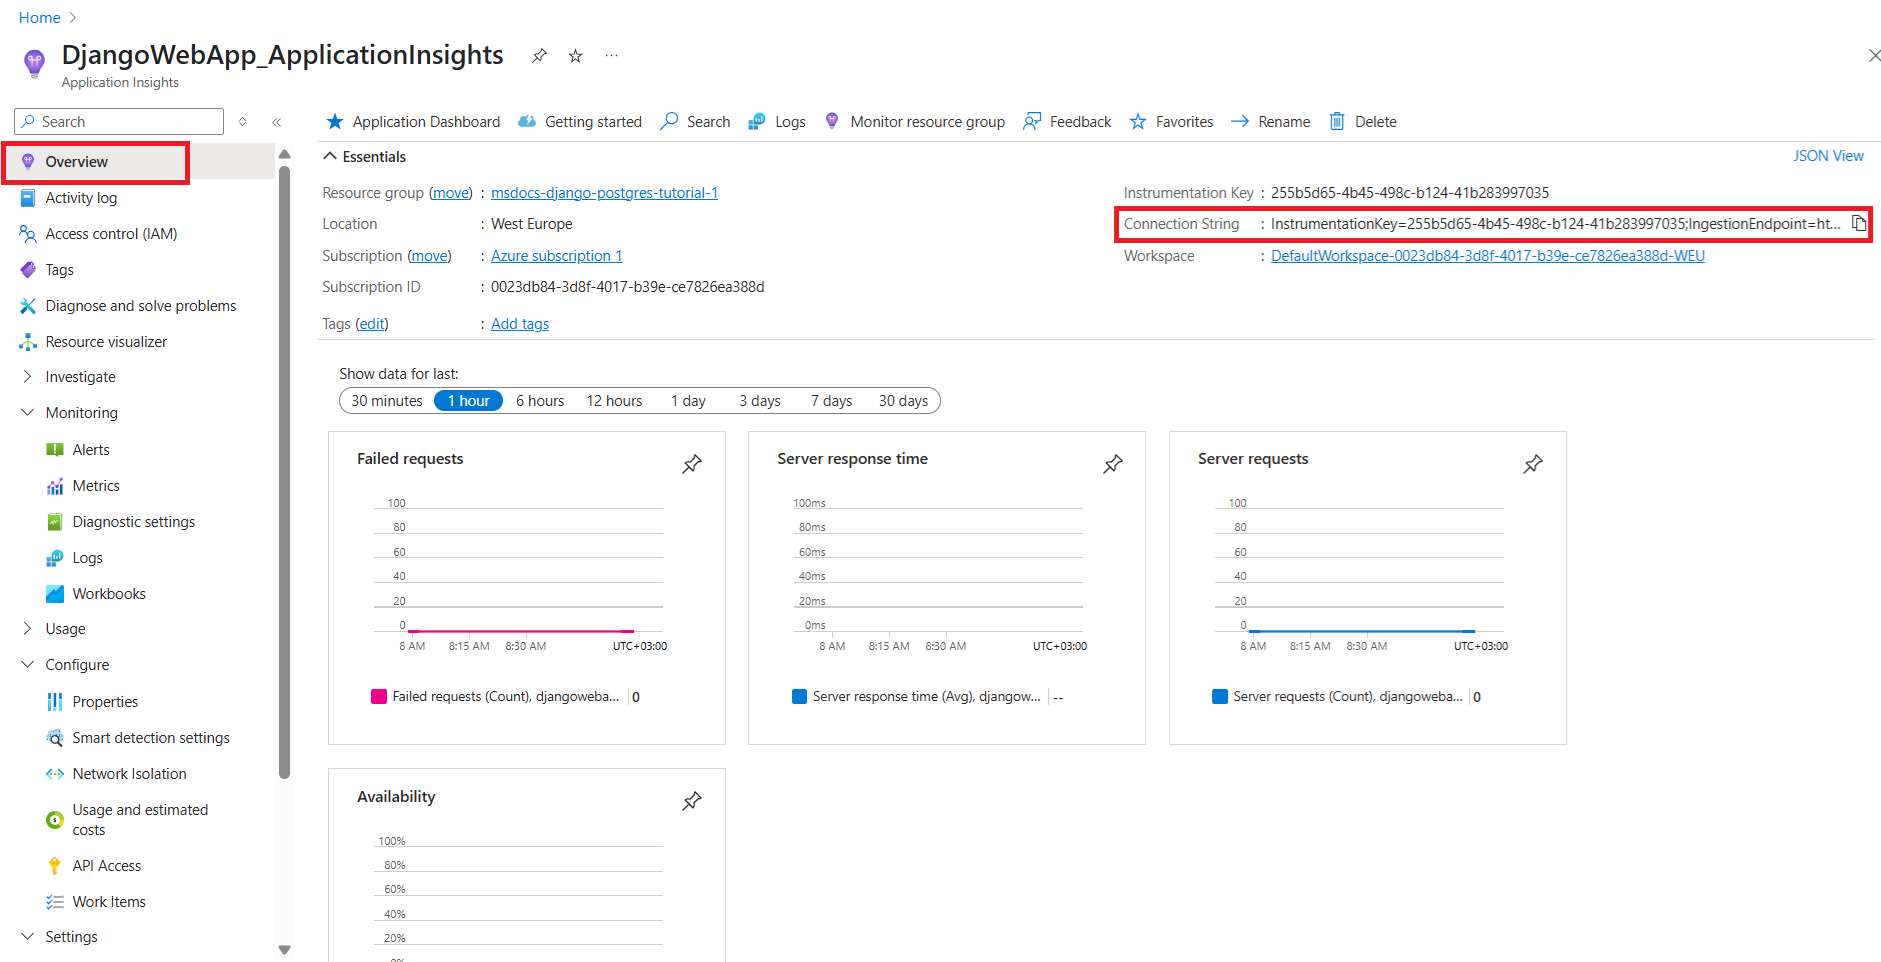 Home
DjangoWebApp_ApplicationInsights
Application Insights
Search
Overview
Activity log
Access control (IAM)
Tags
Diagnose and solve problems
Resource visualizer
Investigate
Monitoring
Alerts
Metrics
Diagnostic settings
Logs
Workbooks
Usage
Configure
Properties
Smart detection settings
Network Isolation
Usage and estimated
costs
API Access
Work Items
Settings
Application Dashboard Getting started Search Logs Monitor resource group Feedback Favorites Rename Delete
Essentials
JSON View
Resource group (move) : msdocs-django-postgres-tutorial-1
Location : West Europe
Subscription (move) : Azure subscription 1
Subscription ID : 0023db84-3d8f-4017-b39e-ce7826ea388d
Tags (edit) : Add tags
Instrumentation Key : 255b5d65-4b45-498c-b124-41b283997035
Connection String : InstrumentationKey=255b5d65-4b45-498c-b124-41b283997035;IngestionEndpoint=ht...
Workspace : DefaultWorkspace-0023db84-3d8f-4017-b39e-ce7826ea388d-WEU
Show data for last:
30 minutes 1 hour 6 hours 12 hours 1 day 3 days 7 days 30 days
Failed requests
100
80
60
40
20
0
8 AM 8:15 AM 8:30 AM UTC+03:00
Failed requests (Count), djangoweba... 0
Server response time
100ms
80ms
60ms
40ms
20ms
0ms
8 AM 8:15 AM 8:30 AM UTC+03:00
Server response time (Avg), djangow... --
Server requests
100
80
60
40
20
0
8 AM 8:15 AM 8:30 AM UTC+03:00
Server requests (Count), djangoweba... 0
Availability
100%
80%
60%
40%
20%
0%